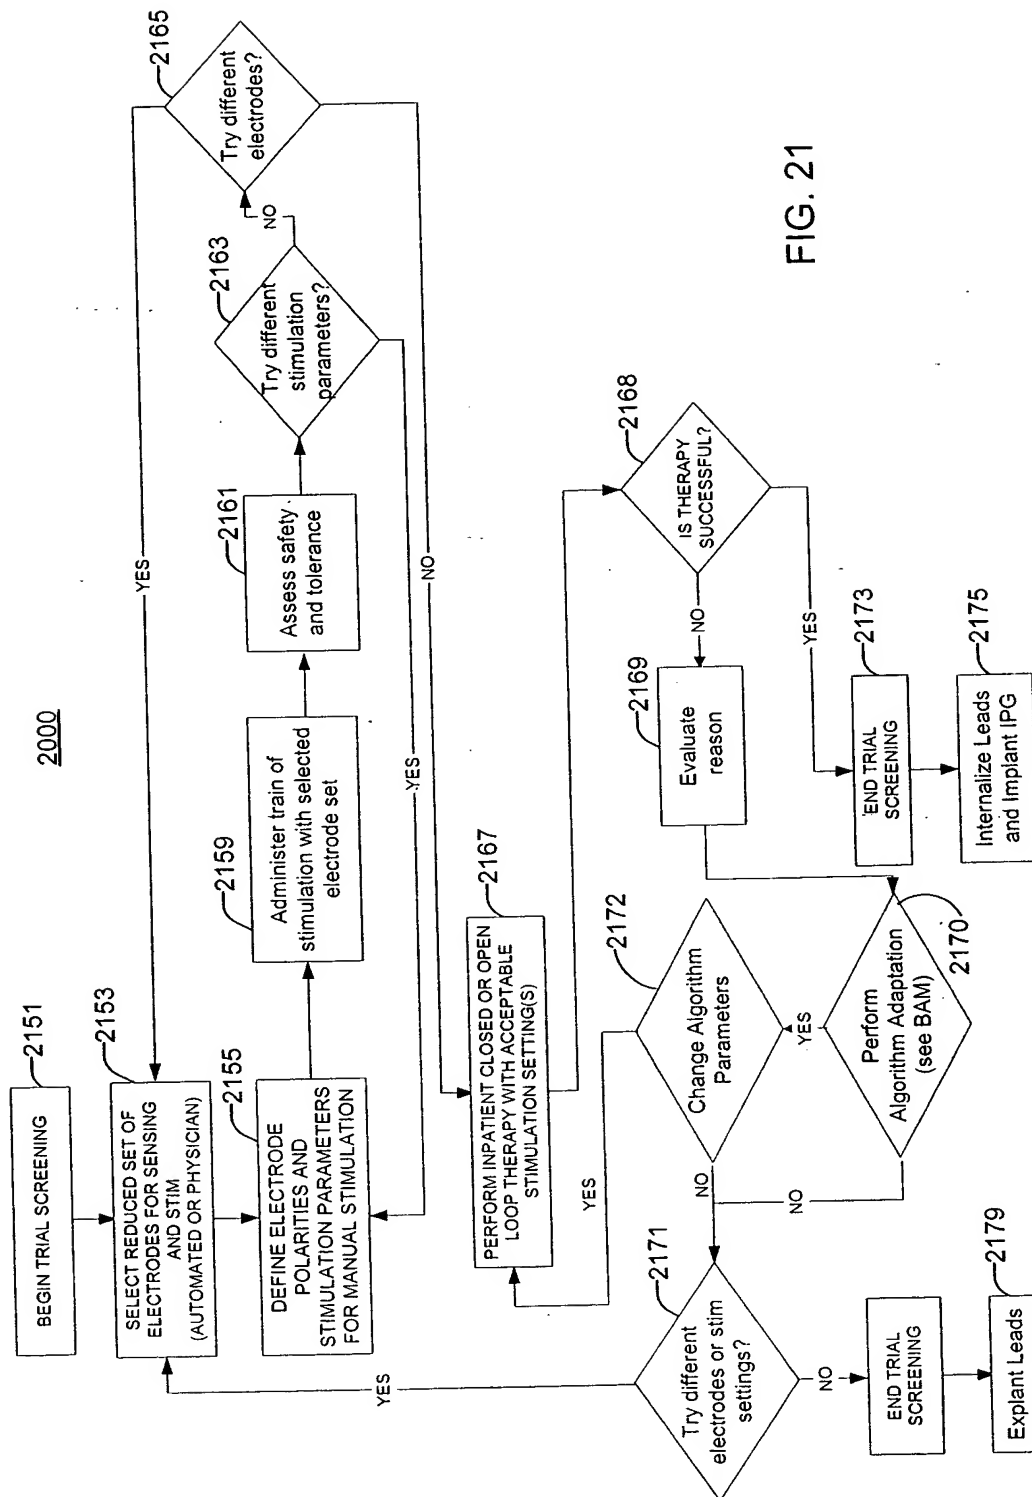 2000
2151
BEGIN TRIAL SCREENING
2153
SELECT REDUCED SET OF
ELECTRODES FOR SENSING
AND STIM
(AUTOMATED OR PHYSICIAN)
2155
DEFINE ELECTRODE
POLARITIES AND
STIMULATION PARAMETERS
FOR MANUAL STIMULATION
2159
Administer train of
stimulation with selected
electrode set
2161
Assess safety
and tolerance
2163
Try different
stimulation
parameters?
NO
YES
2165
Try different
electrodes?
YES
NO
2167
PERFORM INPATIENT CLOSED OR OPEN
LOOP THERAPY WITH ACCEPTABLE
STIMULATION SETTING(S)
2168
IS THERAPY
SUCCESSFUL?
NO
YES
2169
Evaluate
reason
2173
END TRIAL
SCREENING
2175
Internalize Leads
and Implant IPG
2170
Perform
Algorithm Adaptation
(see BAM)
YES
NO
2172
Change Algorithm
Parameters
YES
NO
2171
Try different
electrodes or stim
settings?
YES
NO
END TRIAL
SCREENING
2179
Explant Leads
FIG. 21